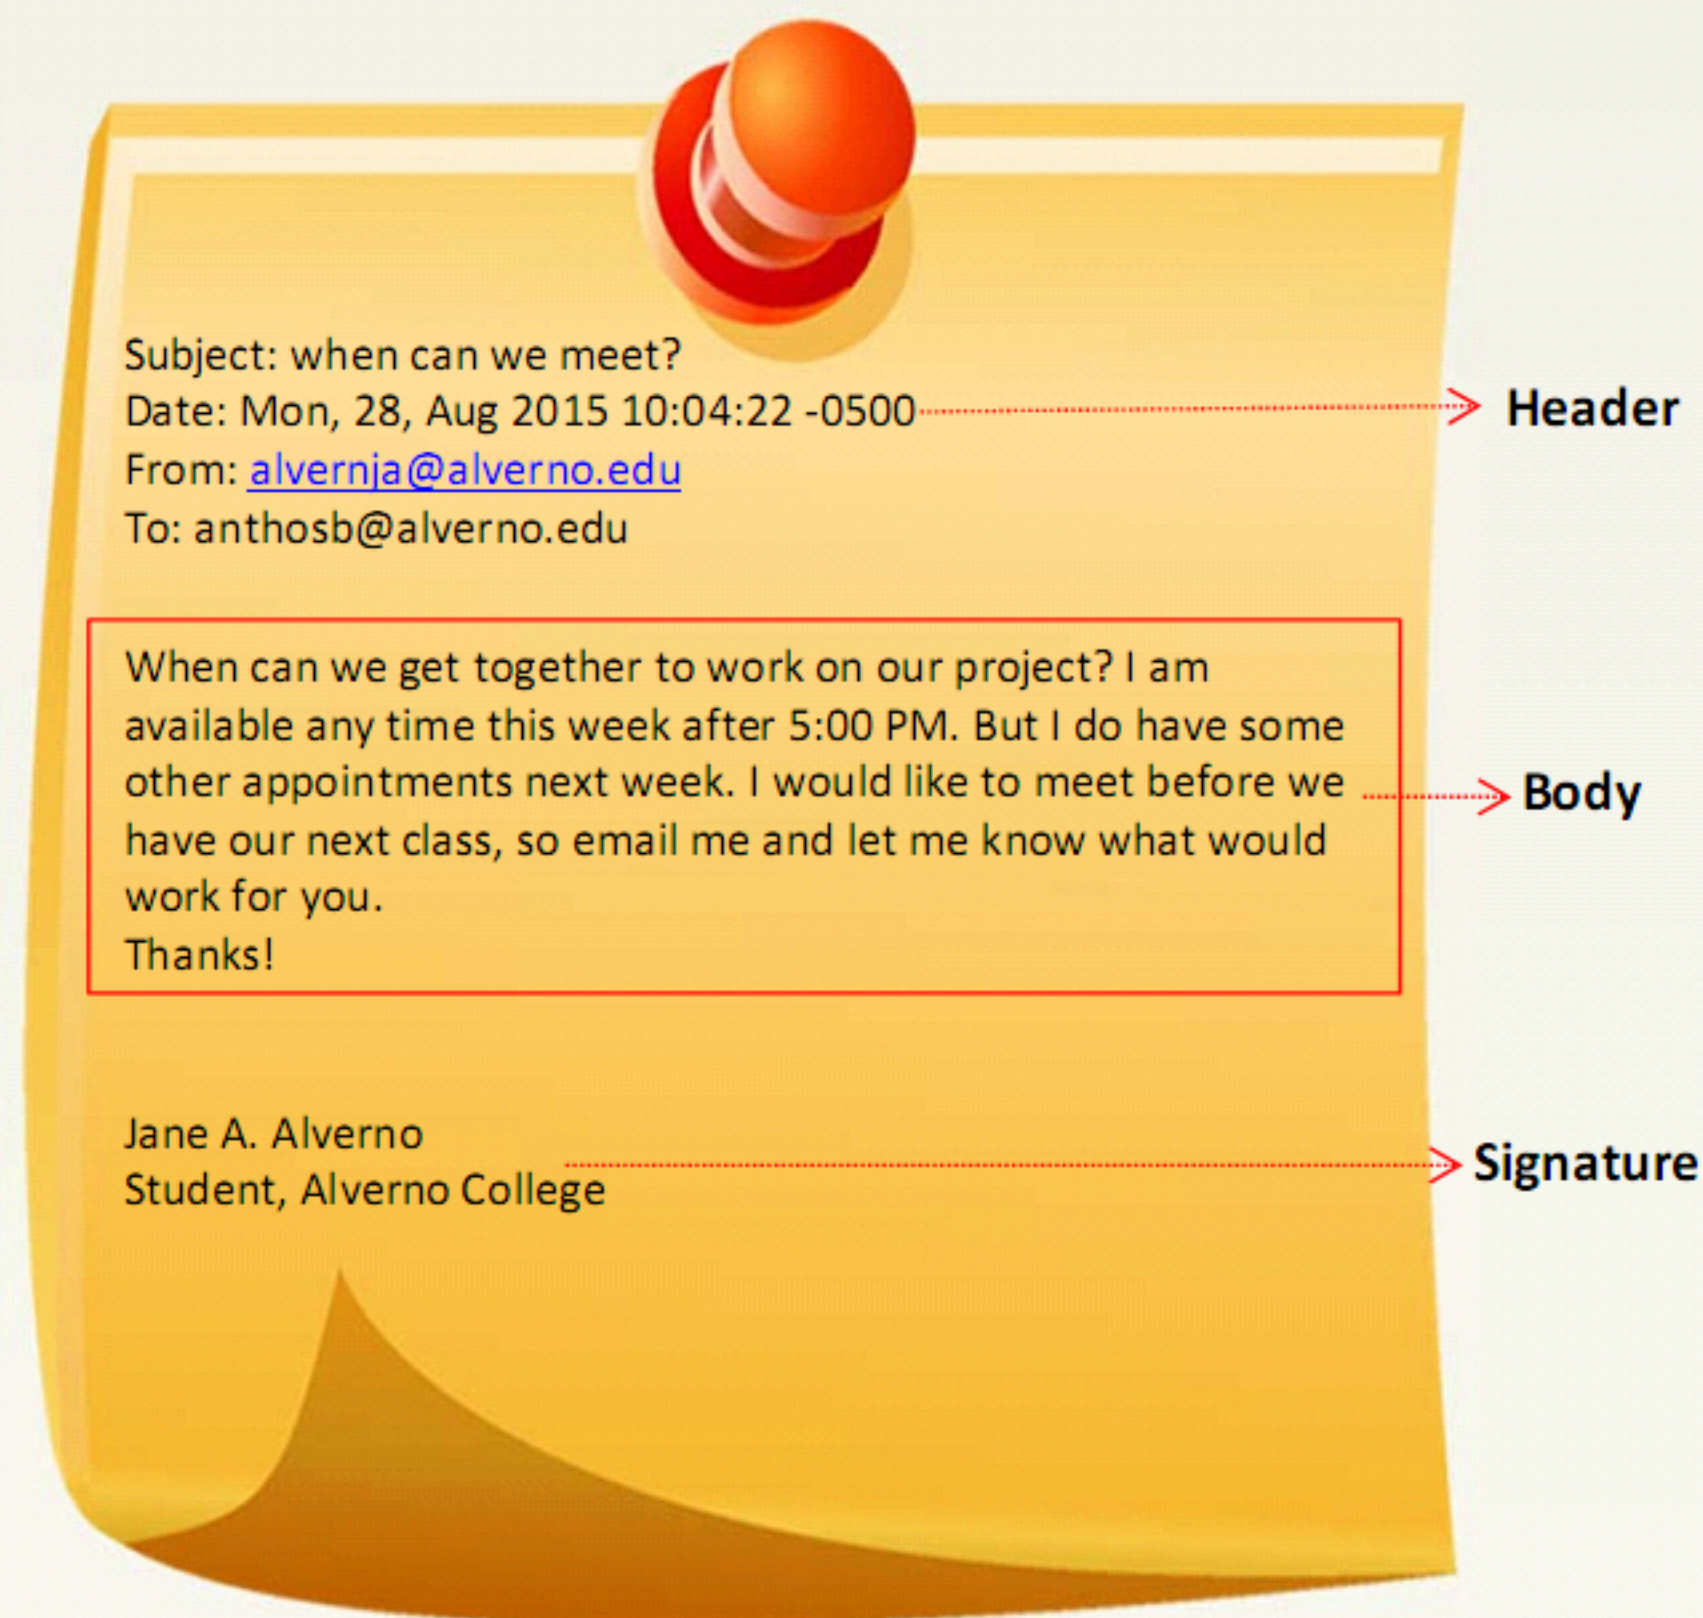 Subject: when can we meet?
Date: Mon, 28, Aug 2015 10:04:22 -0500
Header
From: alvernja@alverno.edu
To: anthosb@alverno.edu
When can we get together to work on our project? I am
available any time this week after 5:00 PM. But I do have some
other appointments next week. I would like to meet before we
have our next class, so email me and let me know what would
work for you.
Thanks!
Body
Jane A. Alverno
Student, Alverno College
Signature